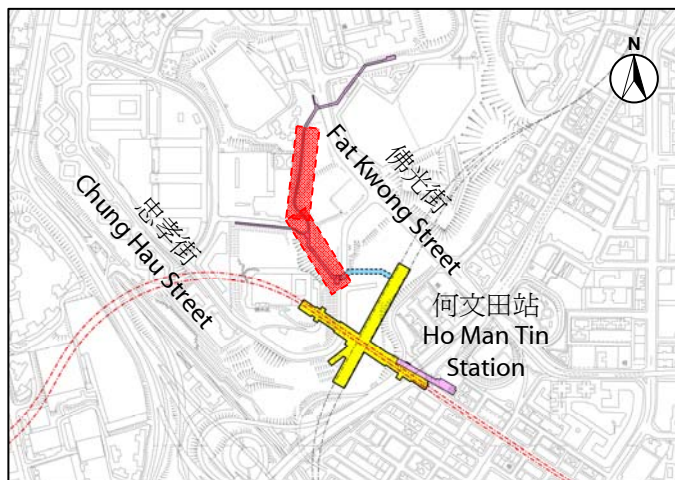 N
佛光街
Fat Kwong Street
忠孝街
Chung Hau Street
何文田站
Ho Man Tin
Station